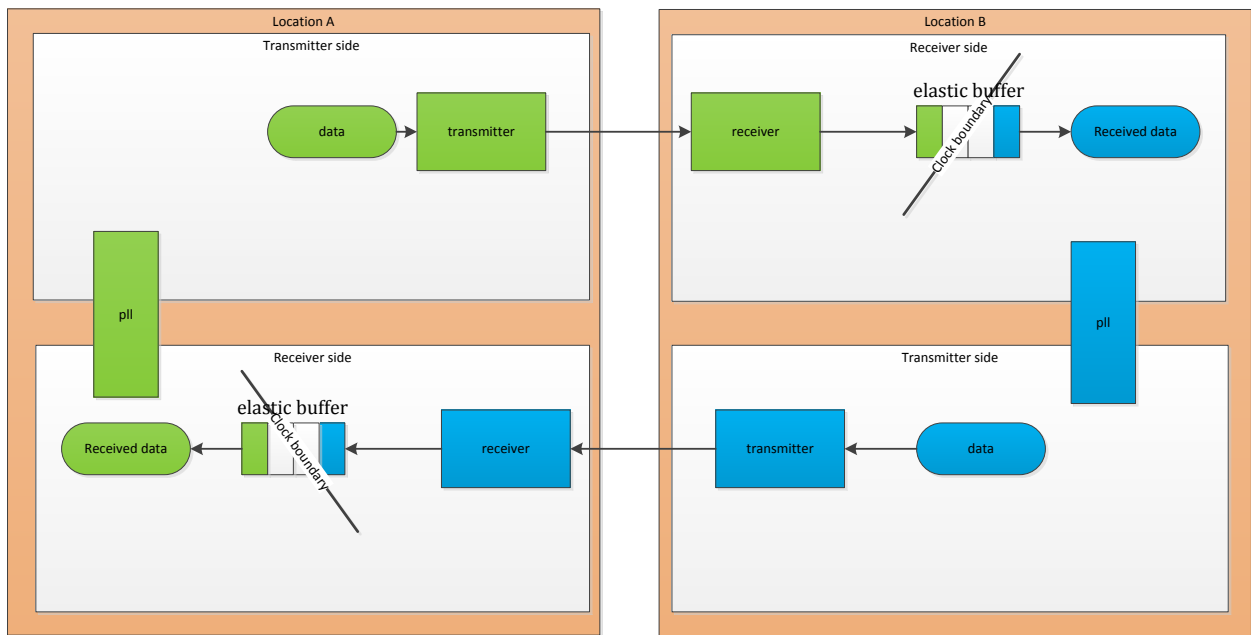 Location A
Transmitter side
data
transmitter
pll
Receiver side
elastic buffer
Clock boundary
Received data
receiver
Location B
Receiver side
receiver
elastic buffer
Clock boundary
Received data
pll
Transmitter side
transmitter
data